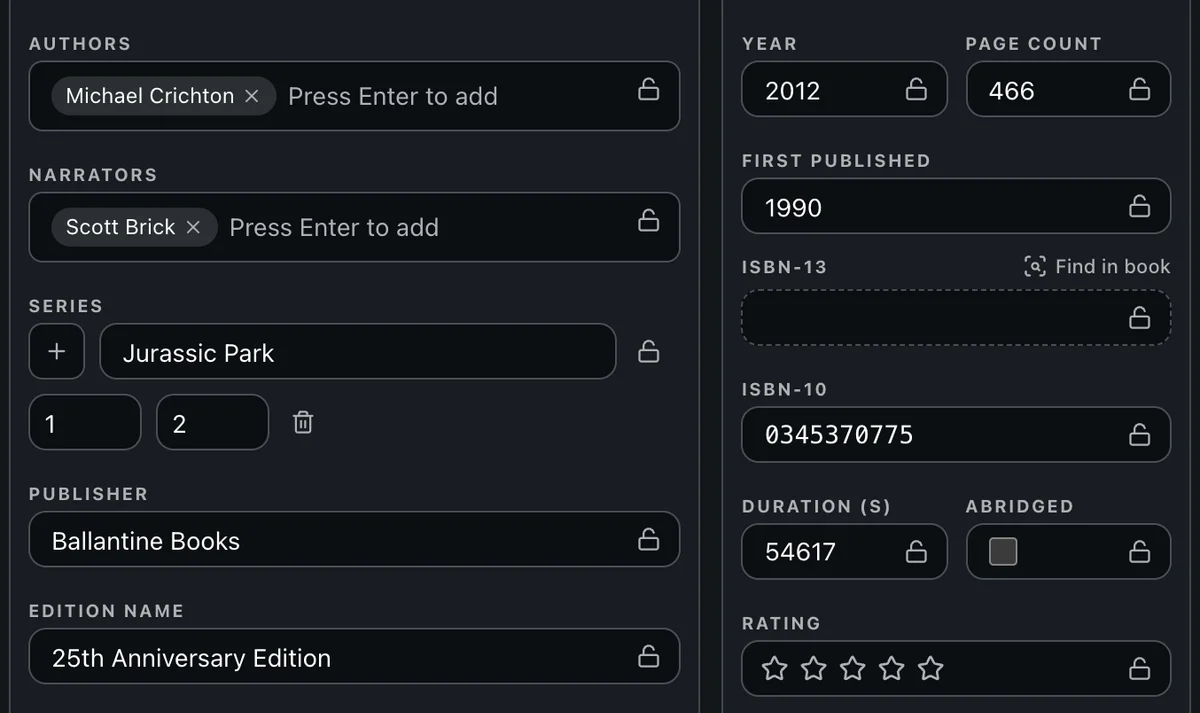 AUTHORS
Michael Crichton × Press Enter to add
NARRATORS
Scott Brick × Press Enter to add
SERIES
+ Jurassic Park
1 2
PUBLISHER
Ballantine Books
EDITION NAME
25th Anniversary Edition
YEAR PAGE COUNT
2012 466
FIRST PUBLISHED
1990
ISBN-13 Find in book
ISBN-10
0345370775
DURATION (S) ABRIDGED
54617
RATING